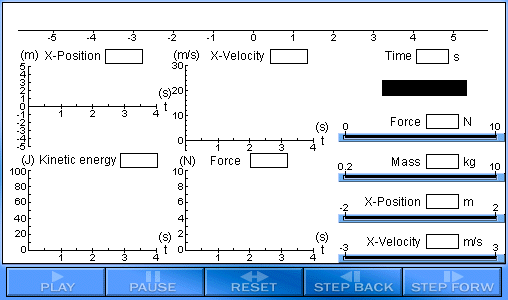 -5 -4 -3 -2 -1 0 1 2 3 4 5
(m) X-Position
(m/s) X-Velocity
Time s
5
4
3
2
1
0
-1
-2
-3
-4
-5
1 2 3 4
(s)
t
30
20
10
0
1 2 3 4
(s)
t
Force N
0 10
(J) Kinetic energy
(N) Force
Mass kg
0.2 10
100
80
60
40
20
0
1 2 3 4
(s)
t
10
8
6
4
2
0
1 2 3 4
(s)
t
X-Position m
-2 2
X-Velocity m/s
-3 3
PLAY PAUSE RESET STEP BACK STEP FORW